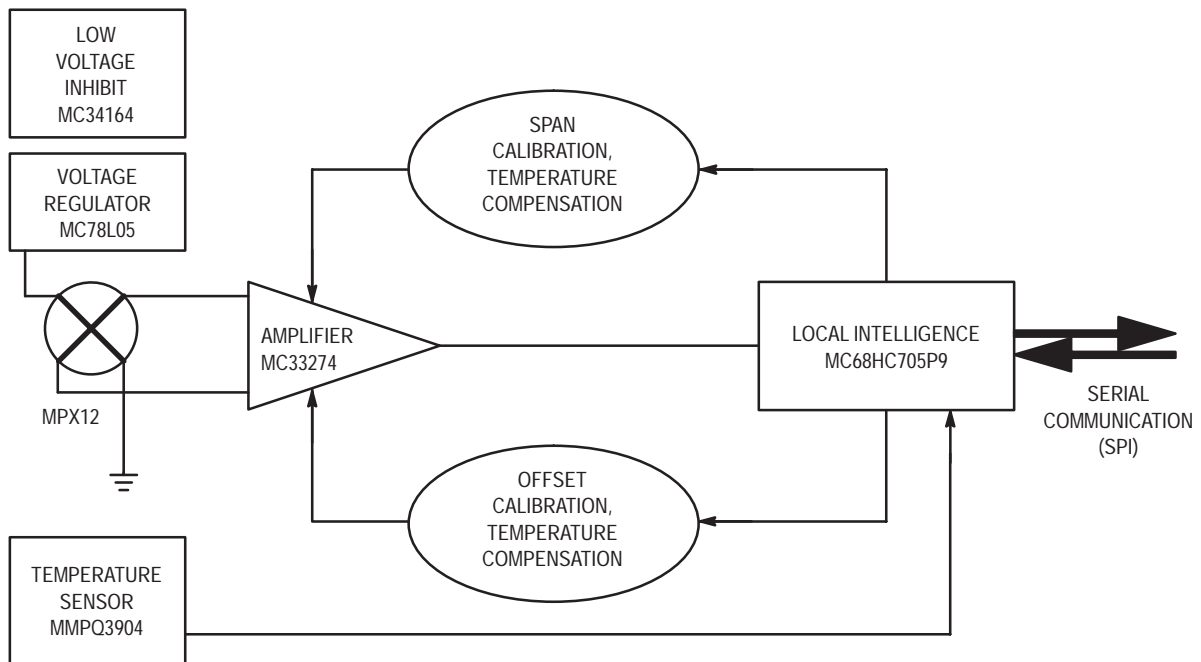 LOW
VOLTAGE
INHIBIT
MC34164
VOLTAGE
REGULATOR
MC78L05
MPX12
AMPLIFIER
MC33274
SPAN
CALIBRATION,
TEMPERATURE
COMPENSATION
LOCAL INTELLIGENCE
MC68HC705P9
SERIAL
COMMUNICATION
(SPI)
OFFSET
CALIBRATION,
TEMPERATURE
COMPENSATION
TEMPERATURE
SENSOR
MMPQ3904